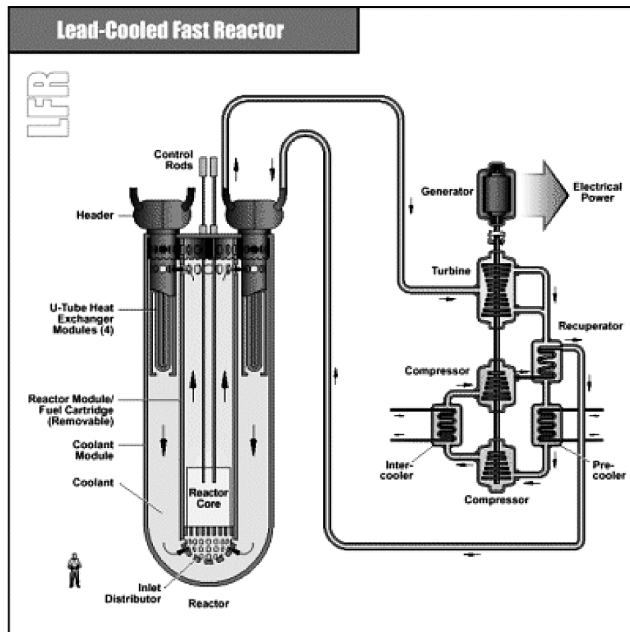 Lead-Cooled Fast Reactor
LFR
Control
Rods
Header
Generator
Electrical
Power
Turbine
U-Tube Heat
Exchanger
Modules (4)
Recuperator
Compressor
Reactor Module/
Fuel Cartridge
(Removable)
Coolant
Module
Inter-
cooler
Pre-
cooler
Compressor
Coolant
Reactor
Core
Inlet
Distributor
Reactor